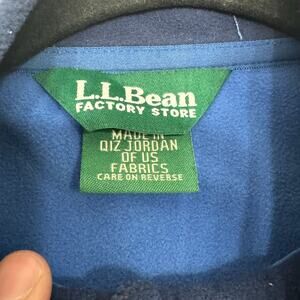 L.L.Bean
FACTORY STORE
MADE IN
QIZ JORDAN
OF US
FABRICS
CARE ON REVERSE